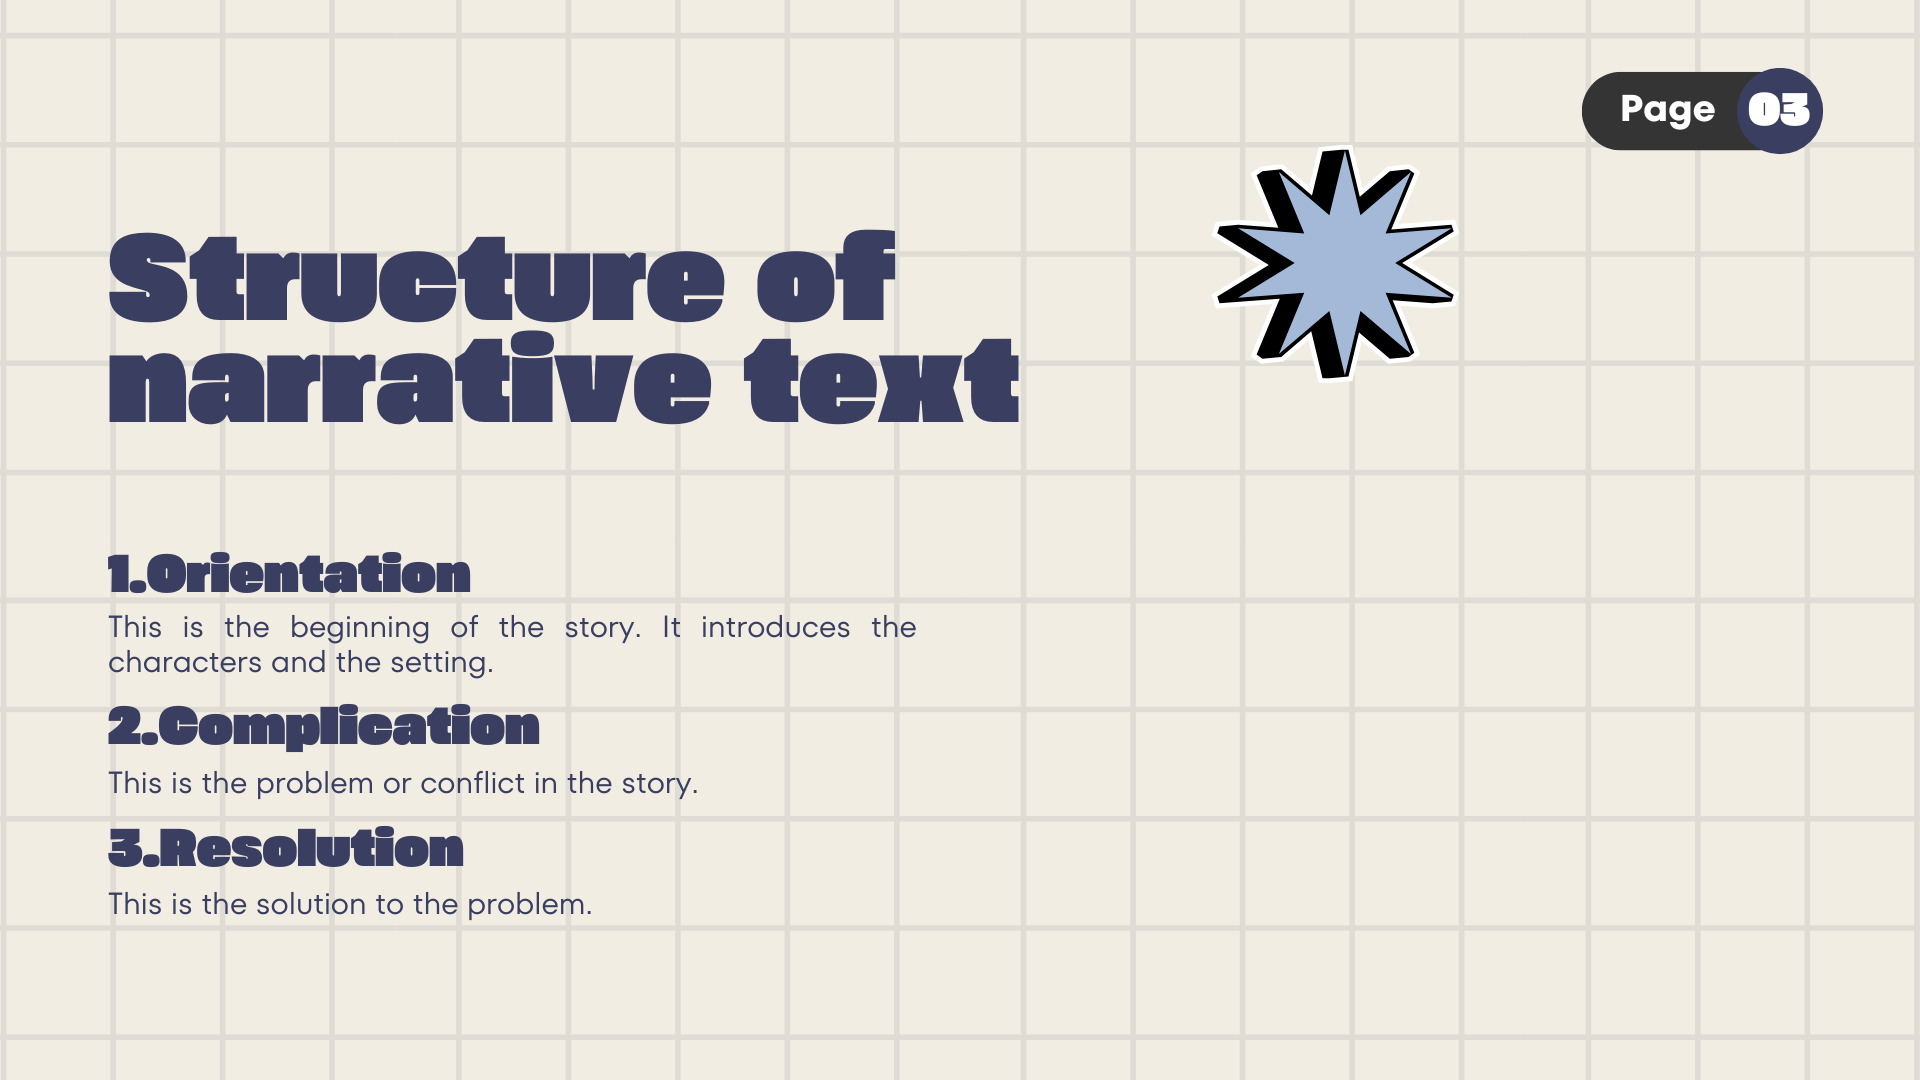 Page 03
Structure of
narrative text
1.Orientation
This is the beginning of the story. It introduces the
characters and the setting.
2.Complication
This is the problem or conflict in the story.
3.Resolution
This is the solution to the problem.